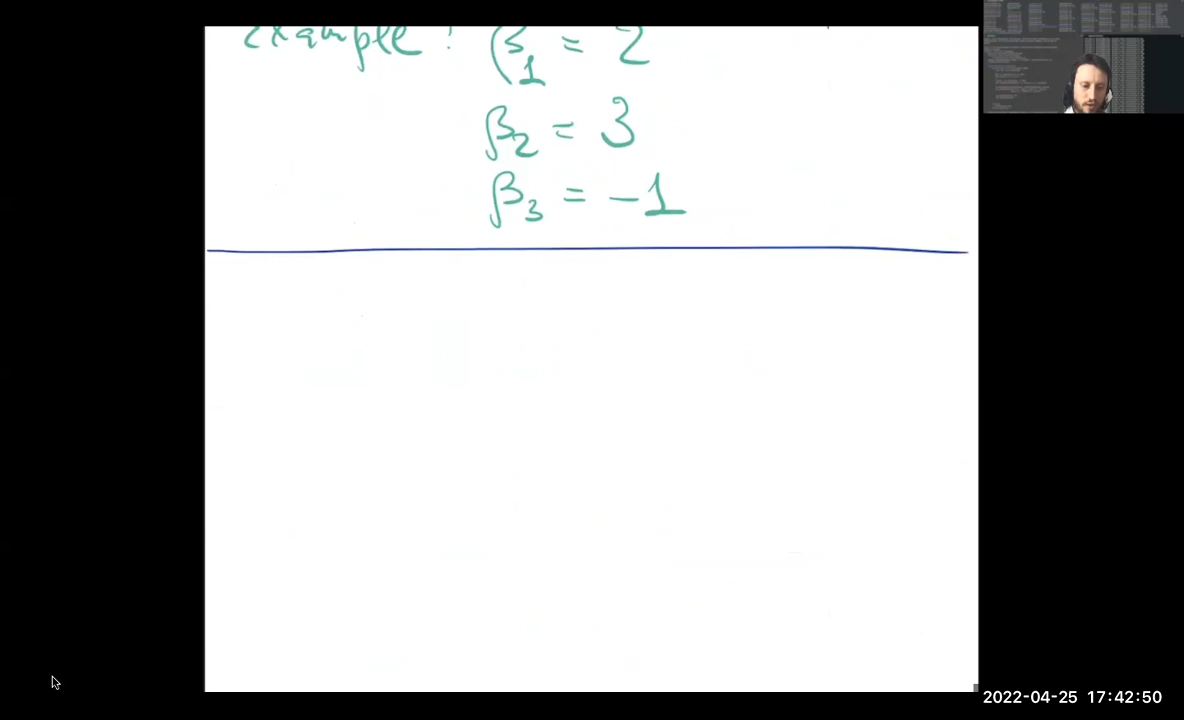 example: β₁ = 2
β₂ = 3
β₃ = -1
2022-04-25 17:42:50